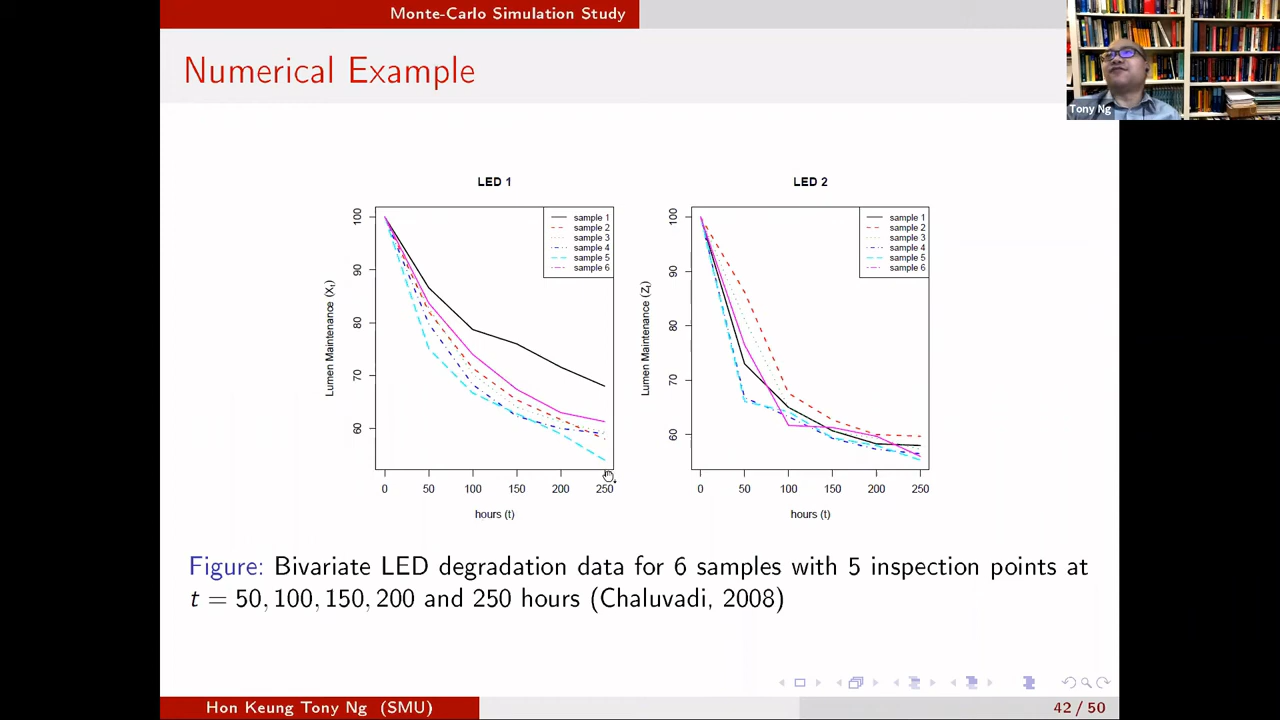 Monte-Carlo Simulation Study
Numerical Example
Tony Ng
LED 1
LED 2
sample 1
sample 2
sample 3
sample 4
sample 5
sample 6
sample 1
sample 2
sample 3
sample 4
sample 5
sample 6
Lumen Maintenance (Xt)
100
90
80
70
60
0 50 100 150 200 250
hours (t)
Lumen Maintenance (Zt)
100
90
80
70
60
0 50 100 150 200 250
hours (t)
Figure: Bivariate LED degradation data for 6 samples with 5 inspection points at
t = 50, 100, 150, 200 and 250 hours (Chaluvadi, 2008)
Hon Keung Tony Ng (SMU)
42 / 50